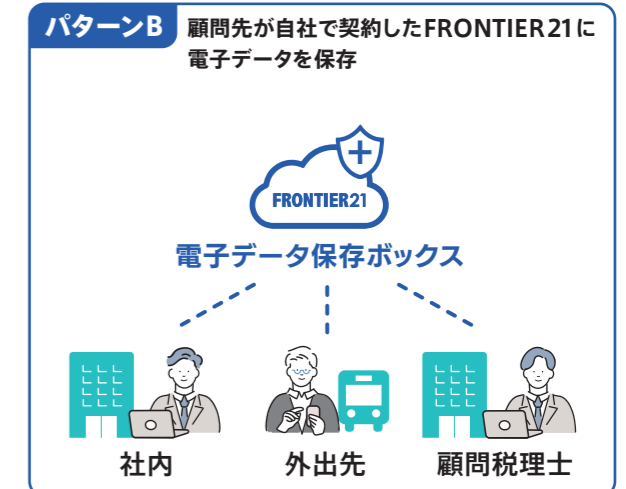 パターンB
顧問先が自社で契約したFRONTIER21に
電子データを保存
FRONTIER21
電子データ保存ボックス
社内
外出先
顧問税理士